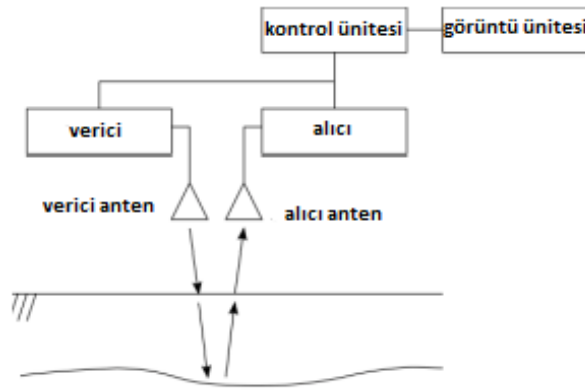 kontrol ünitesi
görüntü ünitesi
verici
alıcı
verici anten
alıcı anten